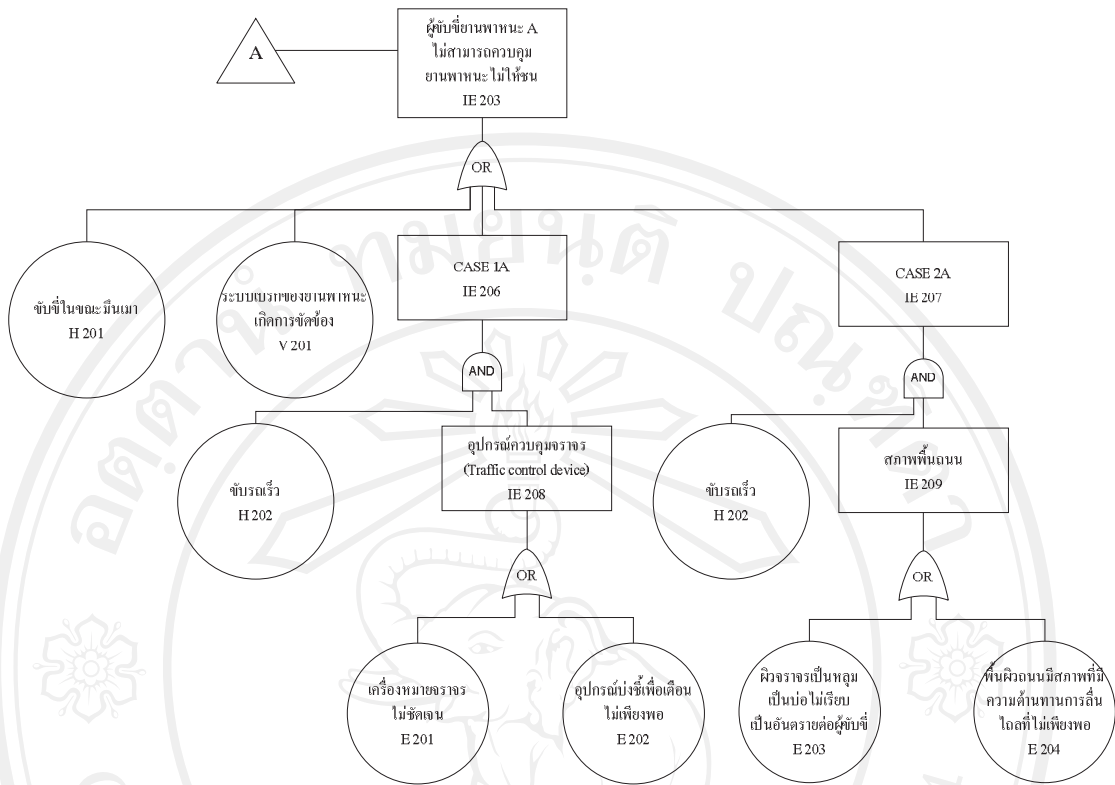 A
ผู้ขับขี่ยานพาหนะ A
ไม่สามารถควบคุม
ยานพาหนะไม่ให้ชน
IE 203
OR
ขับขี่ในขณะมึนเมา
H 201
ระบบเบรกของยานพาหนะ
เกิดการขัดข้อง
V 201
CASE 1A
IE 206
CASE 2A
IE 207
AND
AND
ขับรถเร็ว
H 202
อุปกรณ์ควบคุมจราจร
(Traffic control device)
IE 208
ขับรถเร็ว
H 202
สภาพพื้นถนน
IE 209
OR
OR
เครื่องหมายจราจร
ไม่ชัดเจน
E 201
อุปกรณ์บ่งชี้เพื่อเตือน
ไม่เพียงพอ
E 202
ผิวจราจรเป็นหลุม
เป็นบ่อไม่เรียบ
เป็นอันตรายต่อผู้ขับขี่
E 203
พื้นผิวถนนมีสภาพที่มี
ความต้านทานการลื่น
ไถลที่ไม่เพียงพอ
E 204